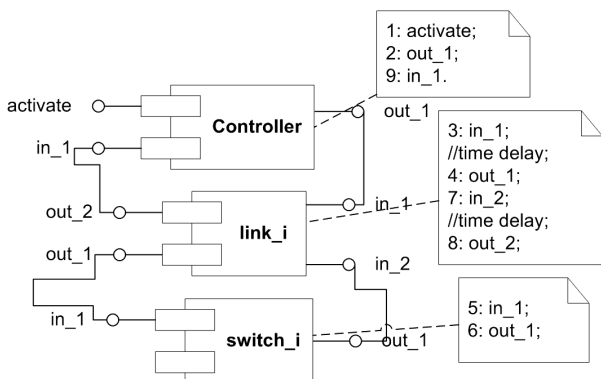 1: activate;
2: out_1;
9: in_1.
activate
Controller
out_1
in_1
3: in_1;
//time delay;
4: out_1;
7: in_2;
//time delay;
8: out_2;
in_1
out_2
link_i
out_1
in_2
5: in_1;
6: out_1;
in_1
switch_i
out_1